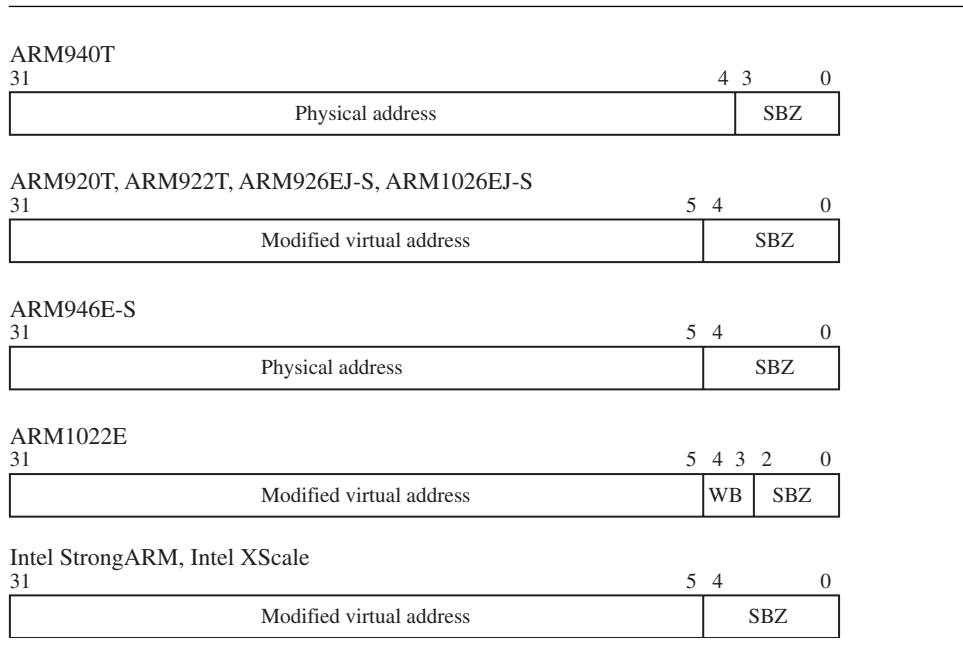 ARM940T
31 4 3 0
Physical address SBZ
ARM920T, ARM922T, ARM926EJ-S, ARM1026EJ-S
31 5 4 0
Modified virtual address SBZ
ARM946E-S
31 5 4 0
Physical address SBZ
ARM1022E
31 5 4 3 2 0
Modified virtual address WB SBZ
Intel StrongARM, Intel XScale
31 5 4 0
Modified virtual address SBZ